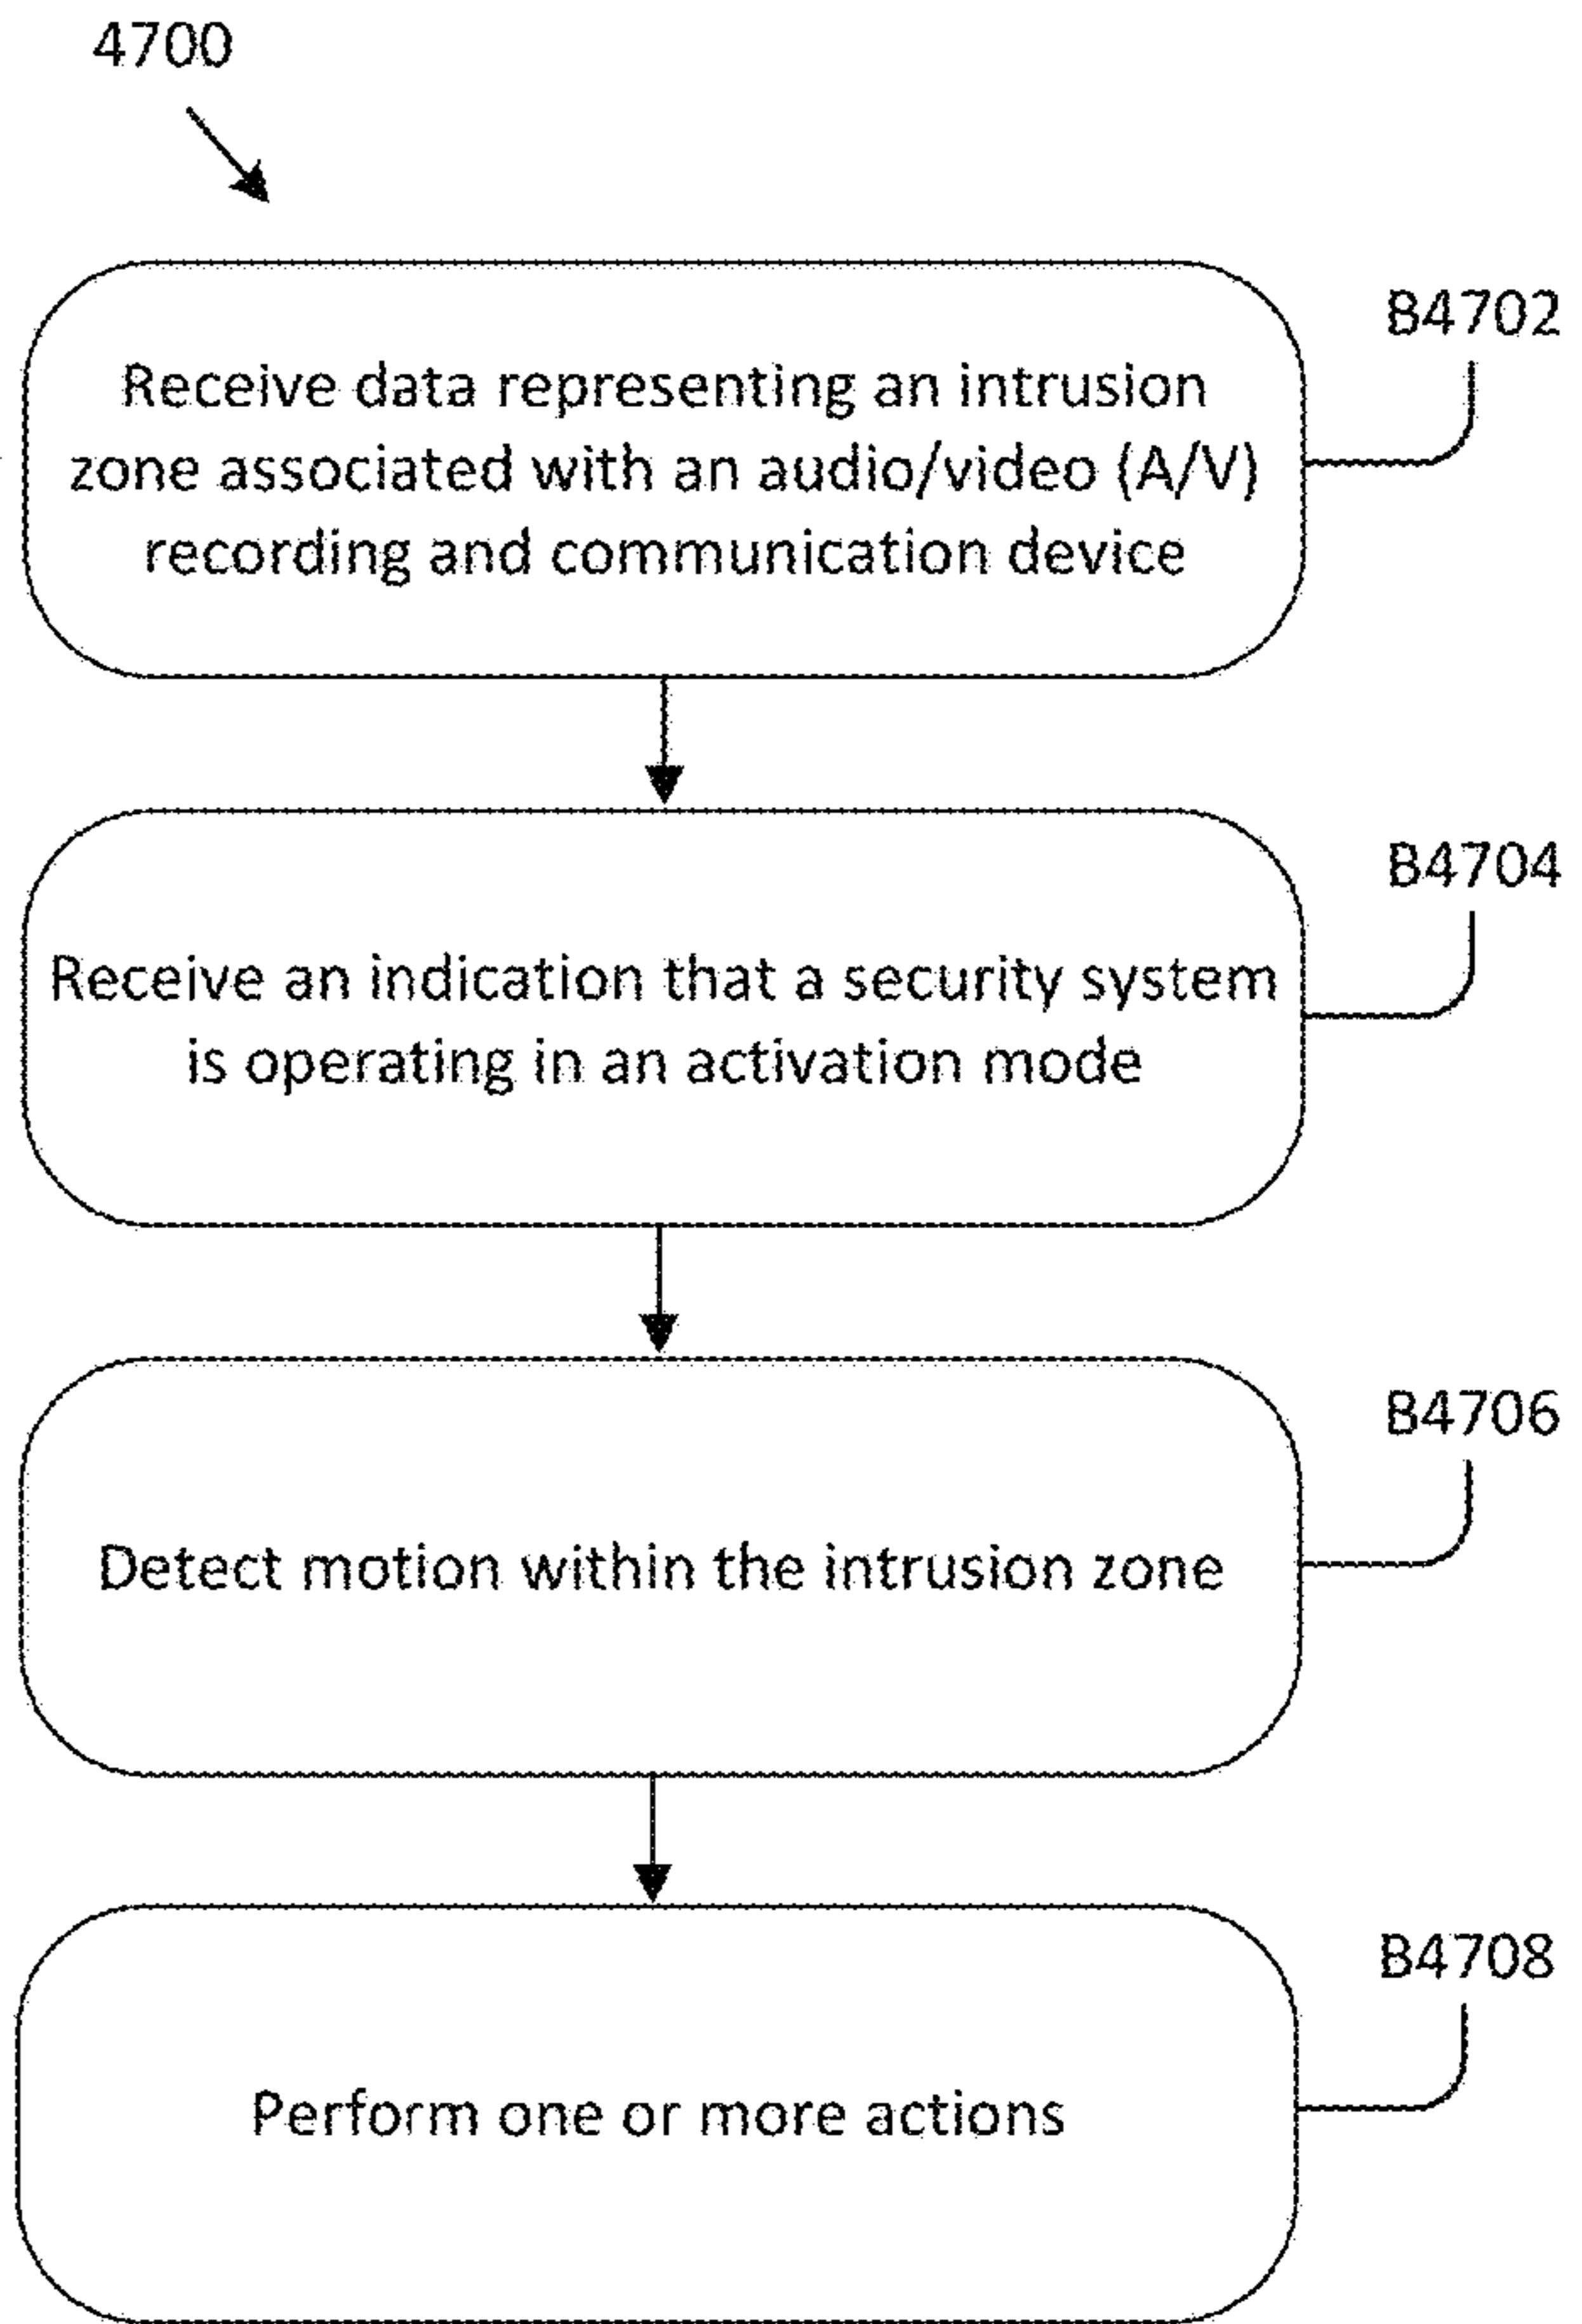 4700
B4702
Receive data representing an intrusion
zone associated with an audio/video (A/V)
recording and communication device
B4704
Receive an indication that a security system
is operating in an activation mode
B4706
Detect motion within the intrusion zone
B4708
Perform one or more actions